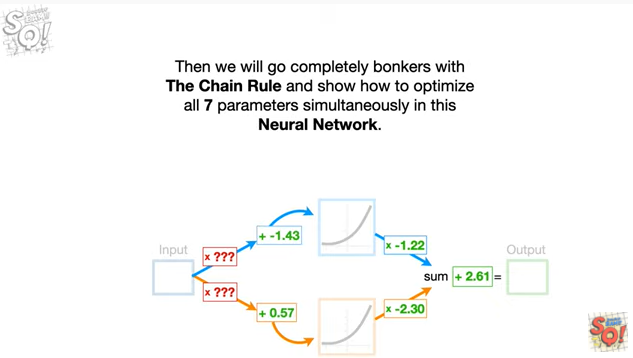 Then we will go completely bonkers with
The Chain Rule and show how to optimize
all 7 parameters simultaneously in this
Neural Network.
+ -1.43
x -1.22
Input
x ???
Output
sum + 2.61 =
x ???
+ 0.57
x -2.30